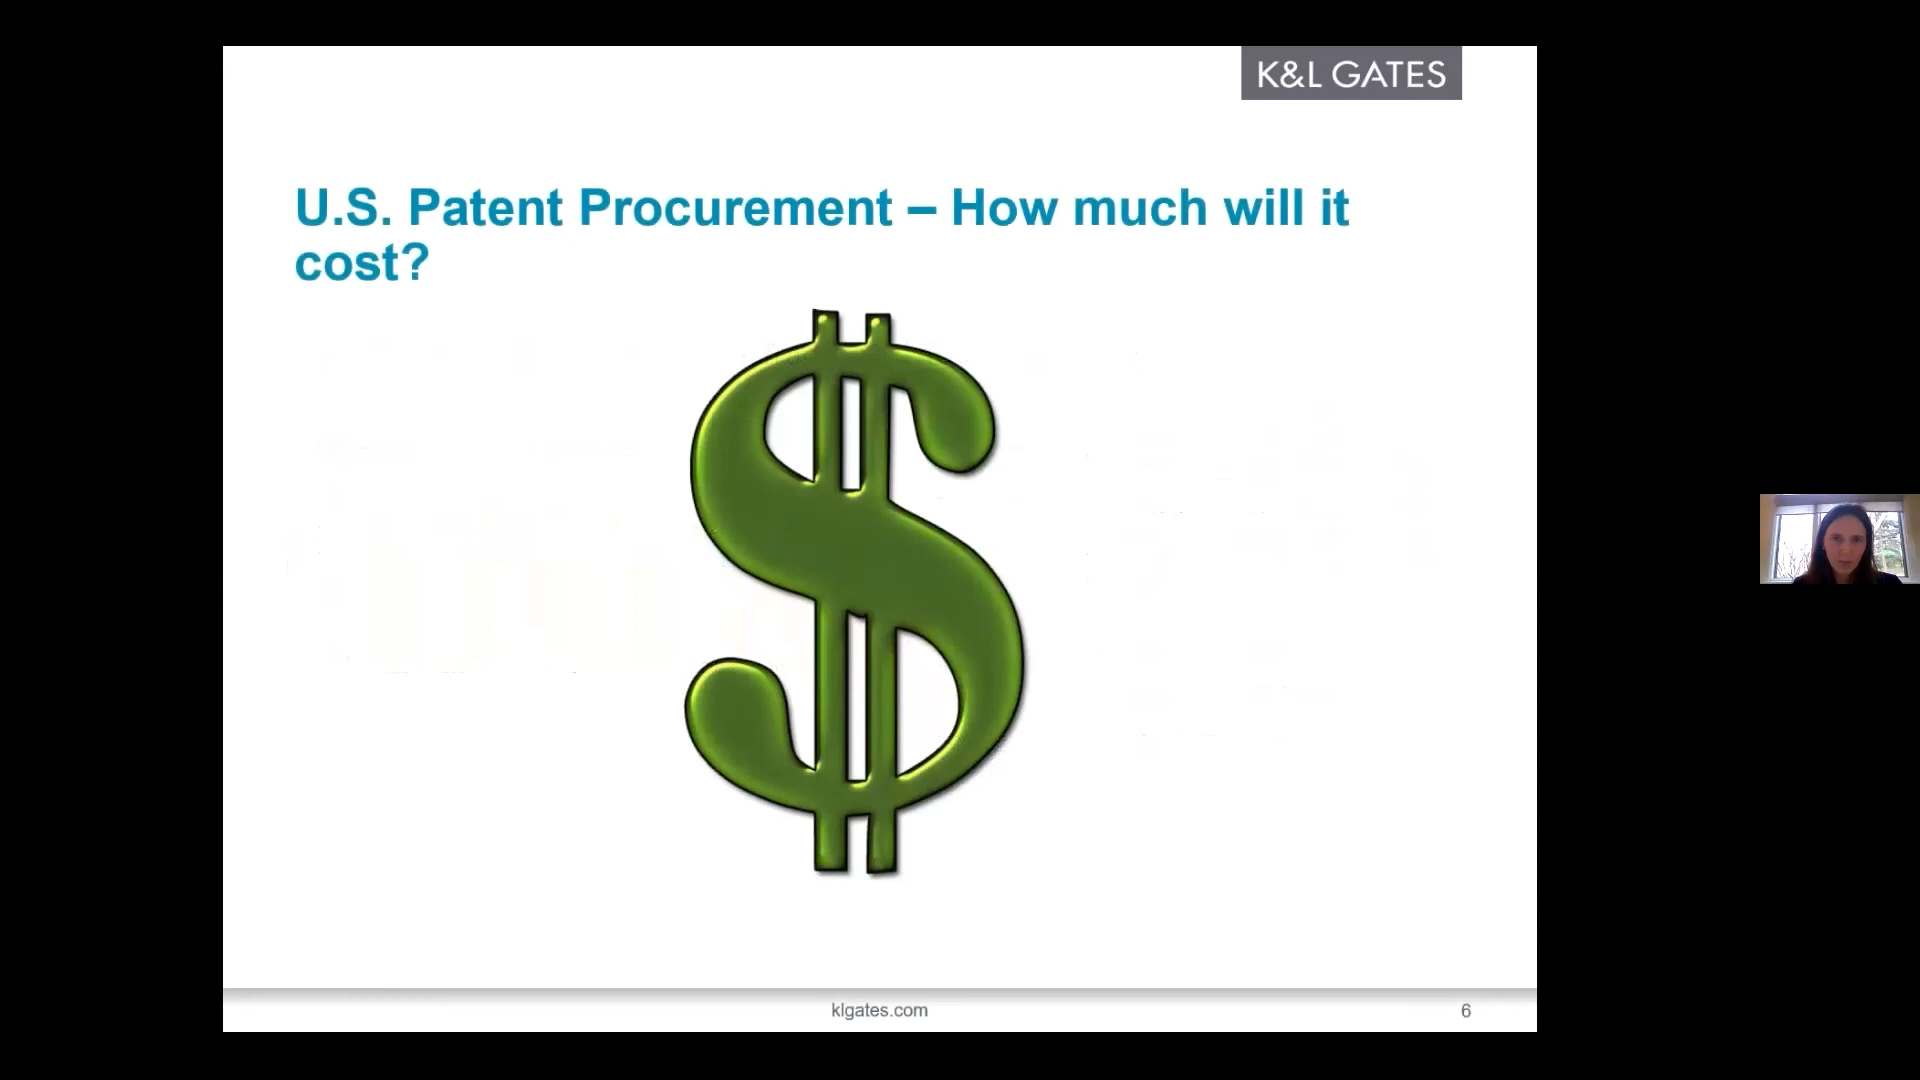 K&L GATES
U.S. Patent Procurement – How much will it
cost?
klgates.com
6